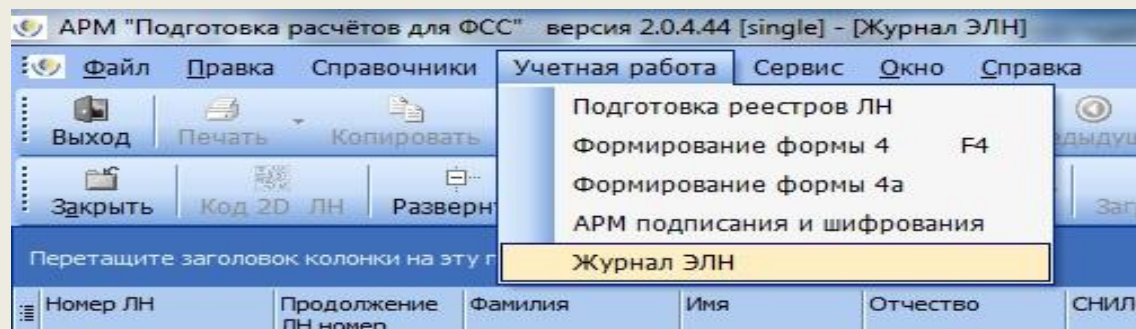 АРМ "Подготовка расчётов для ФСС" версия 2.0.4.44 [single] - [Журнал ЭЛН]
Файл Правка Справочники Учетная работа Сервис Окно Справка
Подготовка реестров ЛН
Формирование формы 4 F4
Формирование формы 4а
АРМ подписания и шифрования
Журнал ЭЛН
Выход Печать Копировать
Закрыть Код 2D ЛН Разверн
Перетащите заголовок колонки на эту
Номер ЛН Продолжение ЛН номер Фамилия Имя Отчество СНИЛ